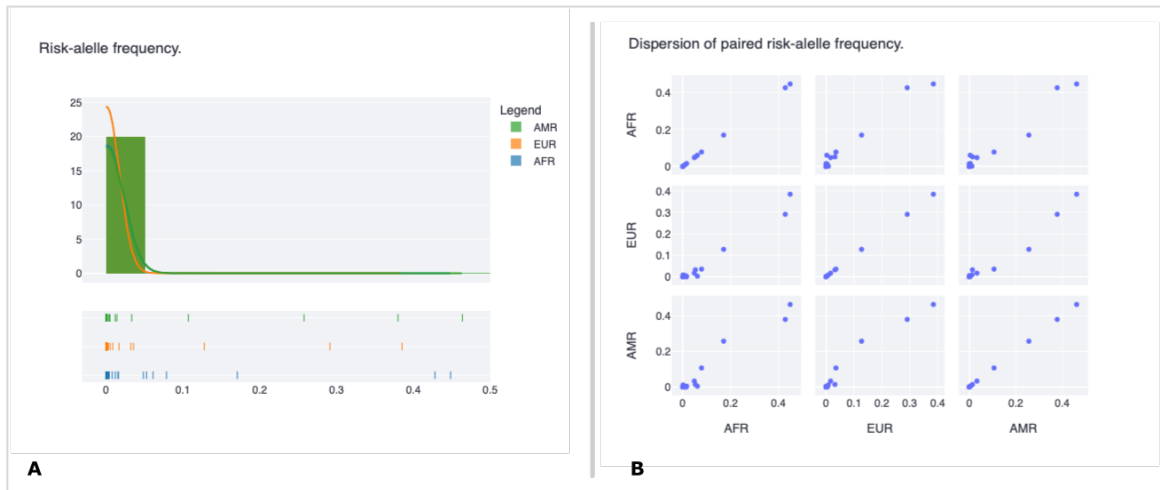 Risk-alelle frequency.
25
20
15
10
5
0
Legend
AMR
EUR
AFR
0
0.1
0.2
0.3
0.4
0.5
A
Dispersion of paired risk-alelle frequency.
AFR
0.4
0.2
0
EUR
0.4
0.3
0.2
0.1
0
AMR
0.4
0.2
0
0 0.2 0.4
0 0.1 0.2 0.3 0.4
0 0.2 0.4
AFR
EUR
AMR
B